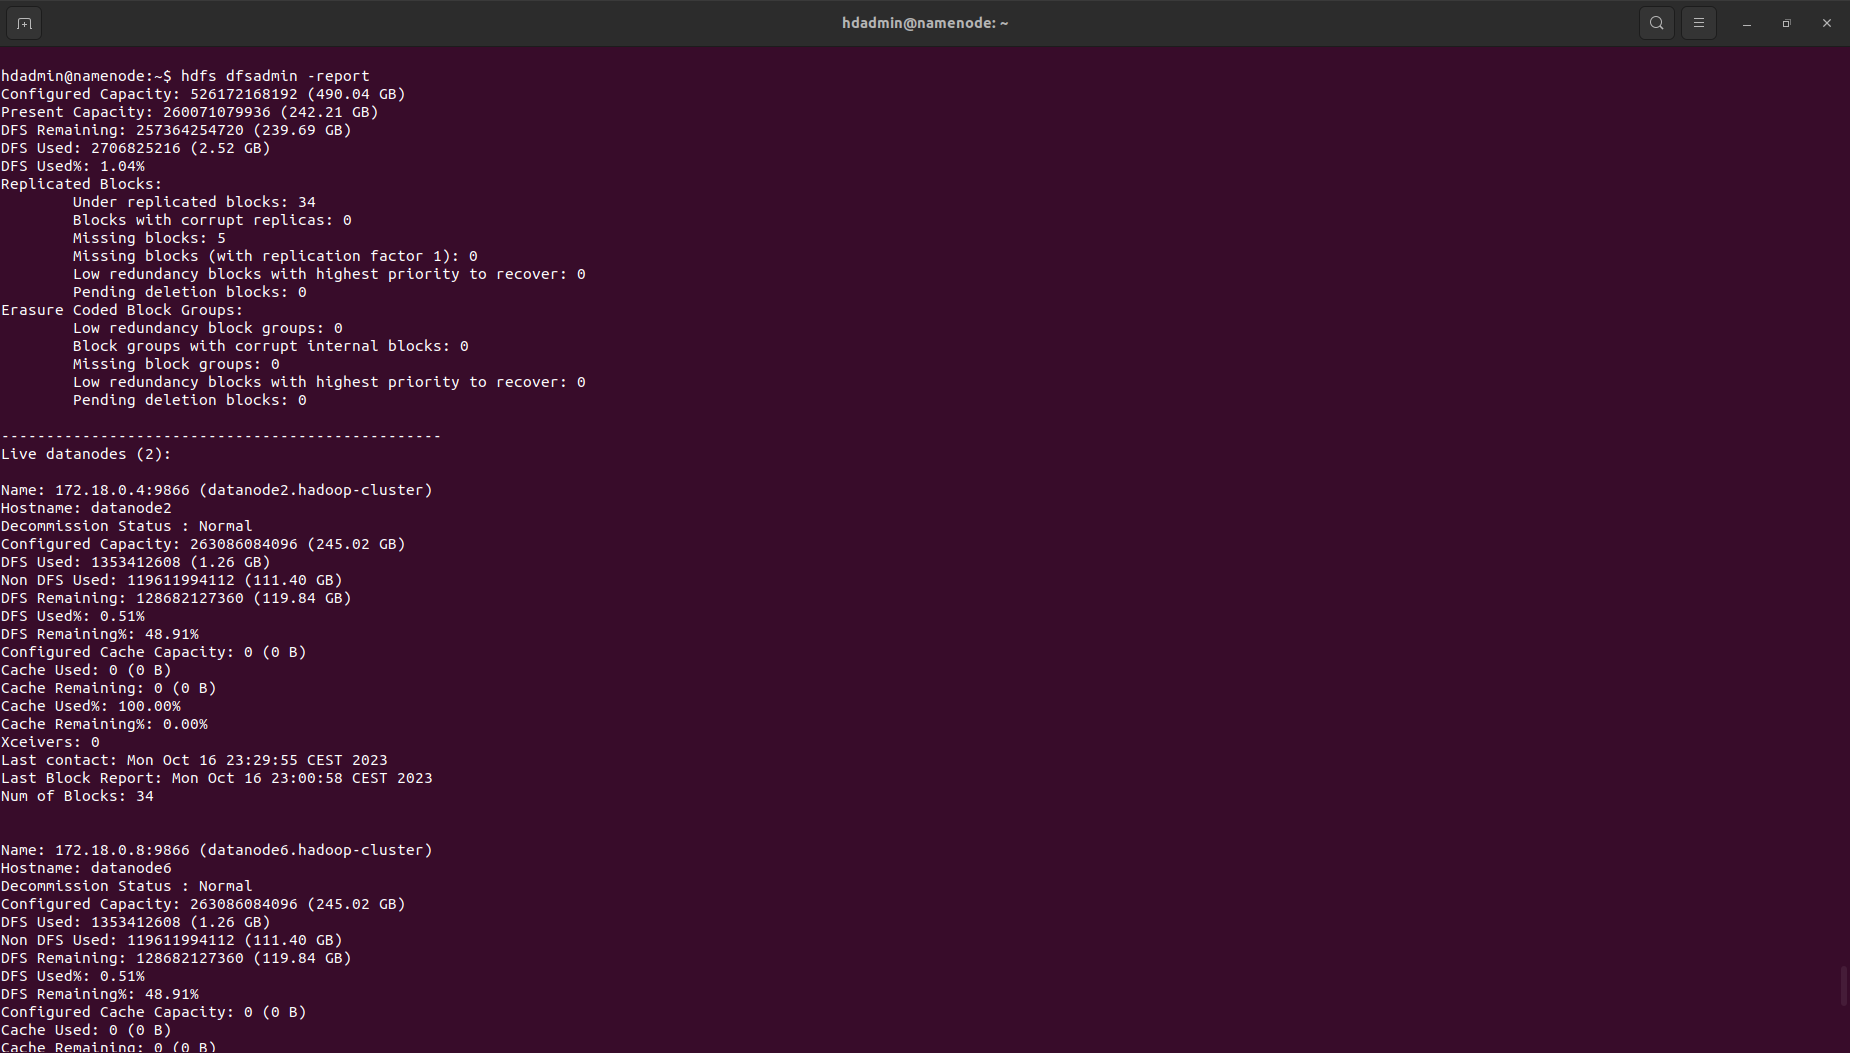 hdadmin@namenode: ~
hdadmin@namenode:~$ hdfs dfsadmin -report
Configured Capacity: 526172168192 (490.04 GB)
Present Capacity: 260071079936 (242.21 GB)
DFS Remaining: 257364254720 (239.69 GB)
DFS Used: 2706825216 (2.52 GB)
DFS Used%: 1.04%
Replicated Blocks:
Under replicated blocks: 34
Blocks with corrupt replicas: 0
Missing blocks: 5
Missing blocks (with replication factor 1): 0
Low redundancy blocks with highest priority to recover: 0
Pending deletion blocks: 0
Erasure Coded Block Groups:
Low redundancy block groups: 0
Block groups with corrupt internal blocks: 0
Missing block groups: 0
Low redundancy blocks with highest priority to recover: 0
Pending deletion blocks: 0
-------------------------------------------------
Live datanodes (2):
Name: 172.18.0.4:9866 (datanode2.hadoop-cluster)
Hostname: datanode2
Decommission Status : Normal
Configured Capacity: 263086084096 (245.02 GB)
DFS Used: 1353412608 (1.26 GB)
Non DFS Used: 119611994112 (111.40 GB)
DFS Remaining: 128682127360 (119.84 GB)
DFS Used%: 0.51%
DFS Remaining%: 48.91%
Configured Cache Capacity: 0 (0 B)
Cache Used: 0 (0 B)
Cache Remaining: 0 (0 B)
Cache Used%: 100.00%
Cache Remaining%: 0.00%
Xceivers: 0
Last contact: Mon Oct 16 23:29:55 CEST 2023
Last Block Report: Mon Oct 16 23:00:58 CEST 2023
Num of Blocks: 34
Name: 172.18.0.8:9866 (datanode6.hadoop-cluster)
Hostname: datanode6
Decommission Status : Normal
Configured Capacity: 263086084096 (245.02 GB)
DFS Used: 1353412608 (1.26 GB)
Non DFS Used: 119611994112 (111.40 GB)
DFS Remaining: 128682127360 (119.84 GB)
DFS Used%: 0.51%
DFS Remaining%: 48.91%
Configured Cache Capacity: 0 (0 B)
Cache Used: 0 (0 B)
Cache Remaining: 0 (0 B)